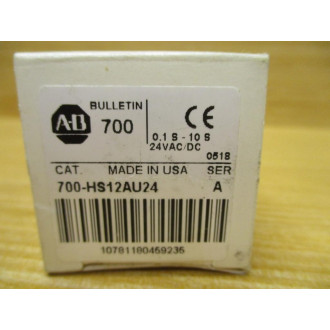 A-B
BULLETIN
700
CE
0.1 S - 10 S
24VAC/DC
0518
CAT. MADE IN USA SER
700-HS12AU24 A
10781180459235